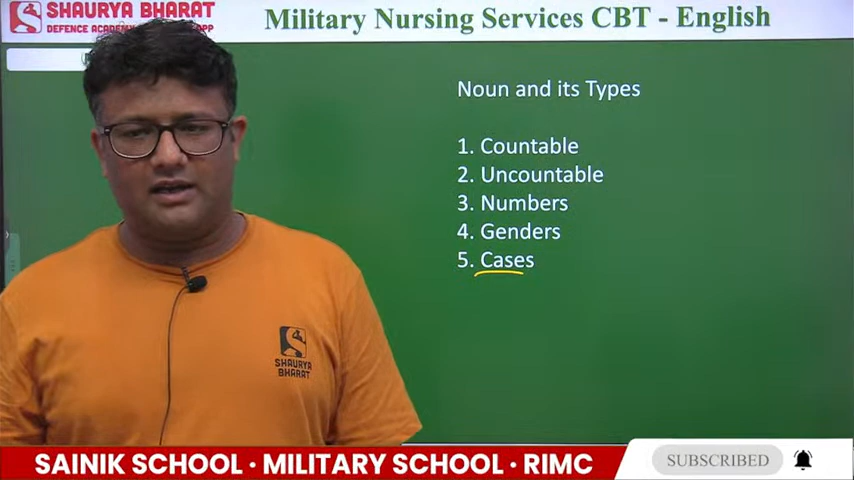 SHAURYA BHARAT
DEFENCE ACADEMY APP
Military Nursing Services CBT - English
Noun and its Types
1. Countable
2. Uncountable
3. Numbers
4. Genders
5. Cases
SHAURYA
BHARAT
SAINIK SCHOOL · MILITARY SCHOOL · RIMC
SUBSCRIBED